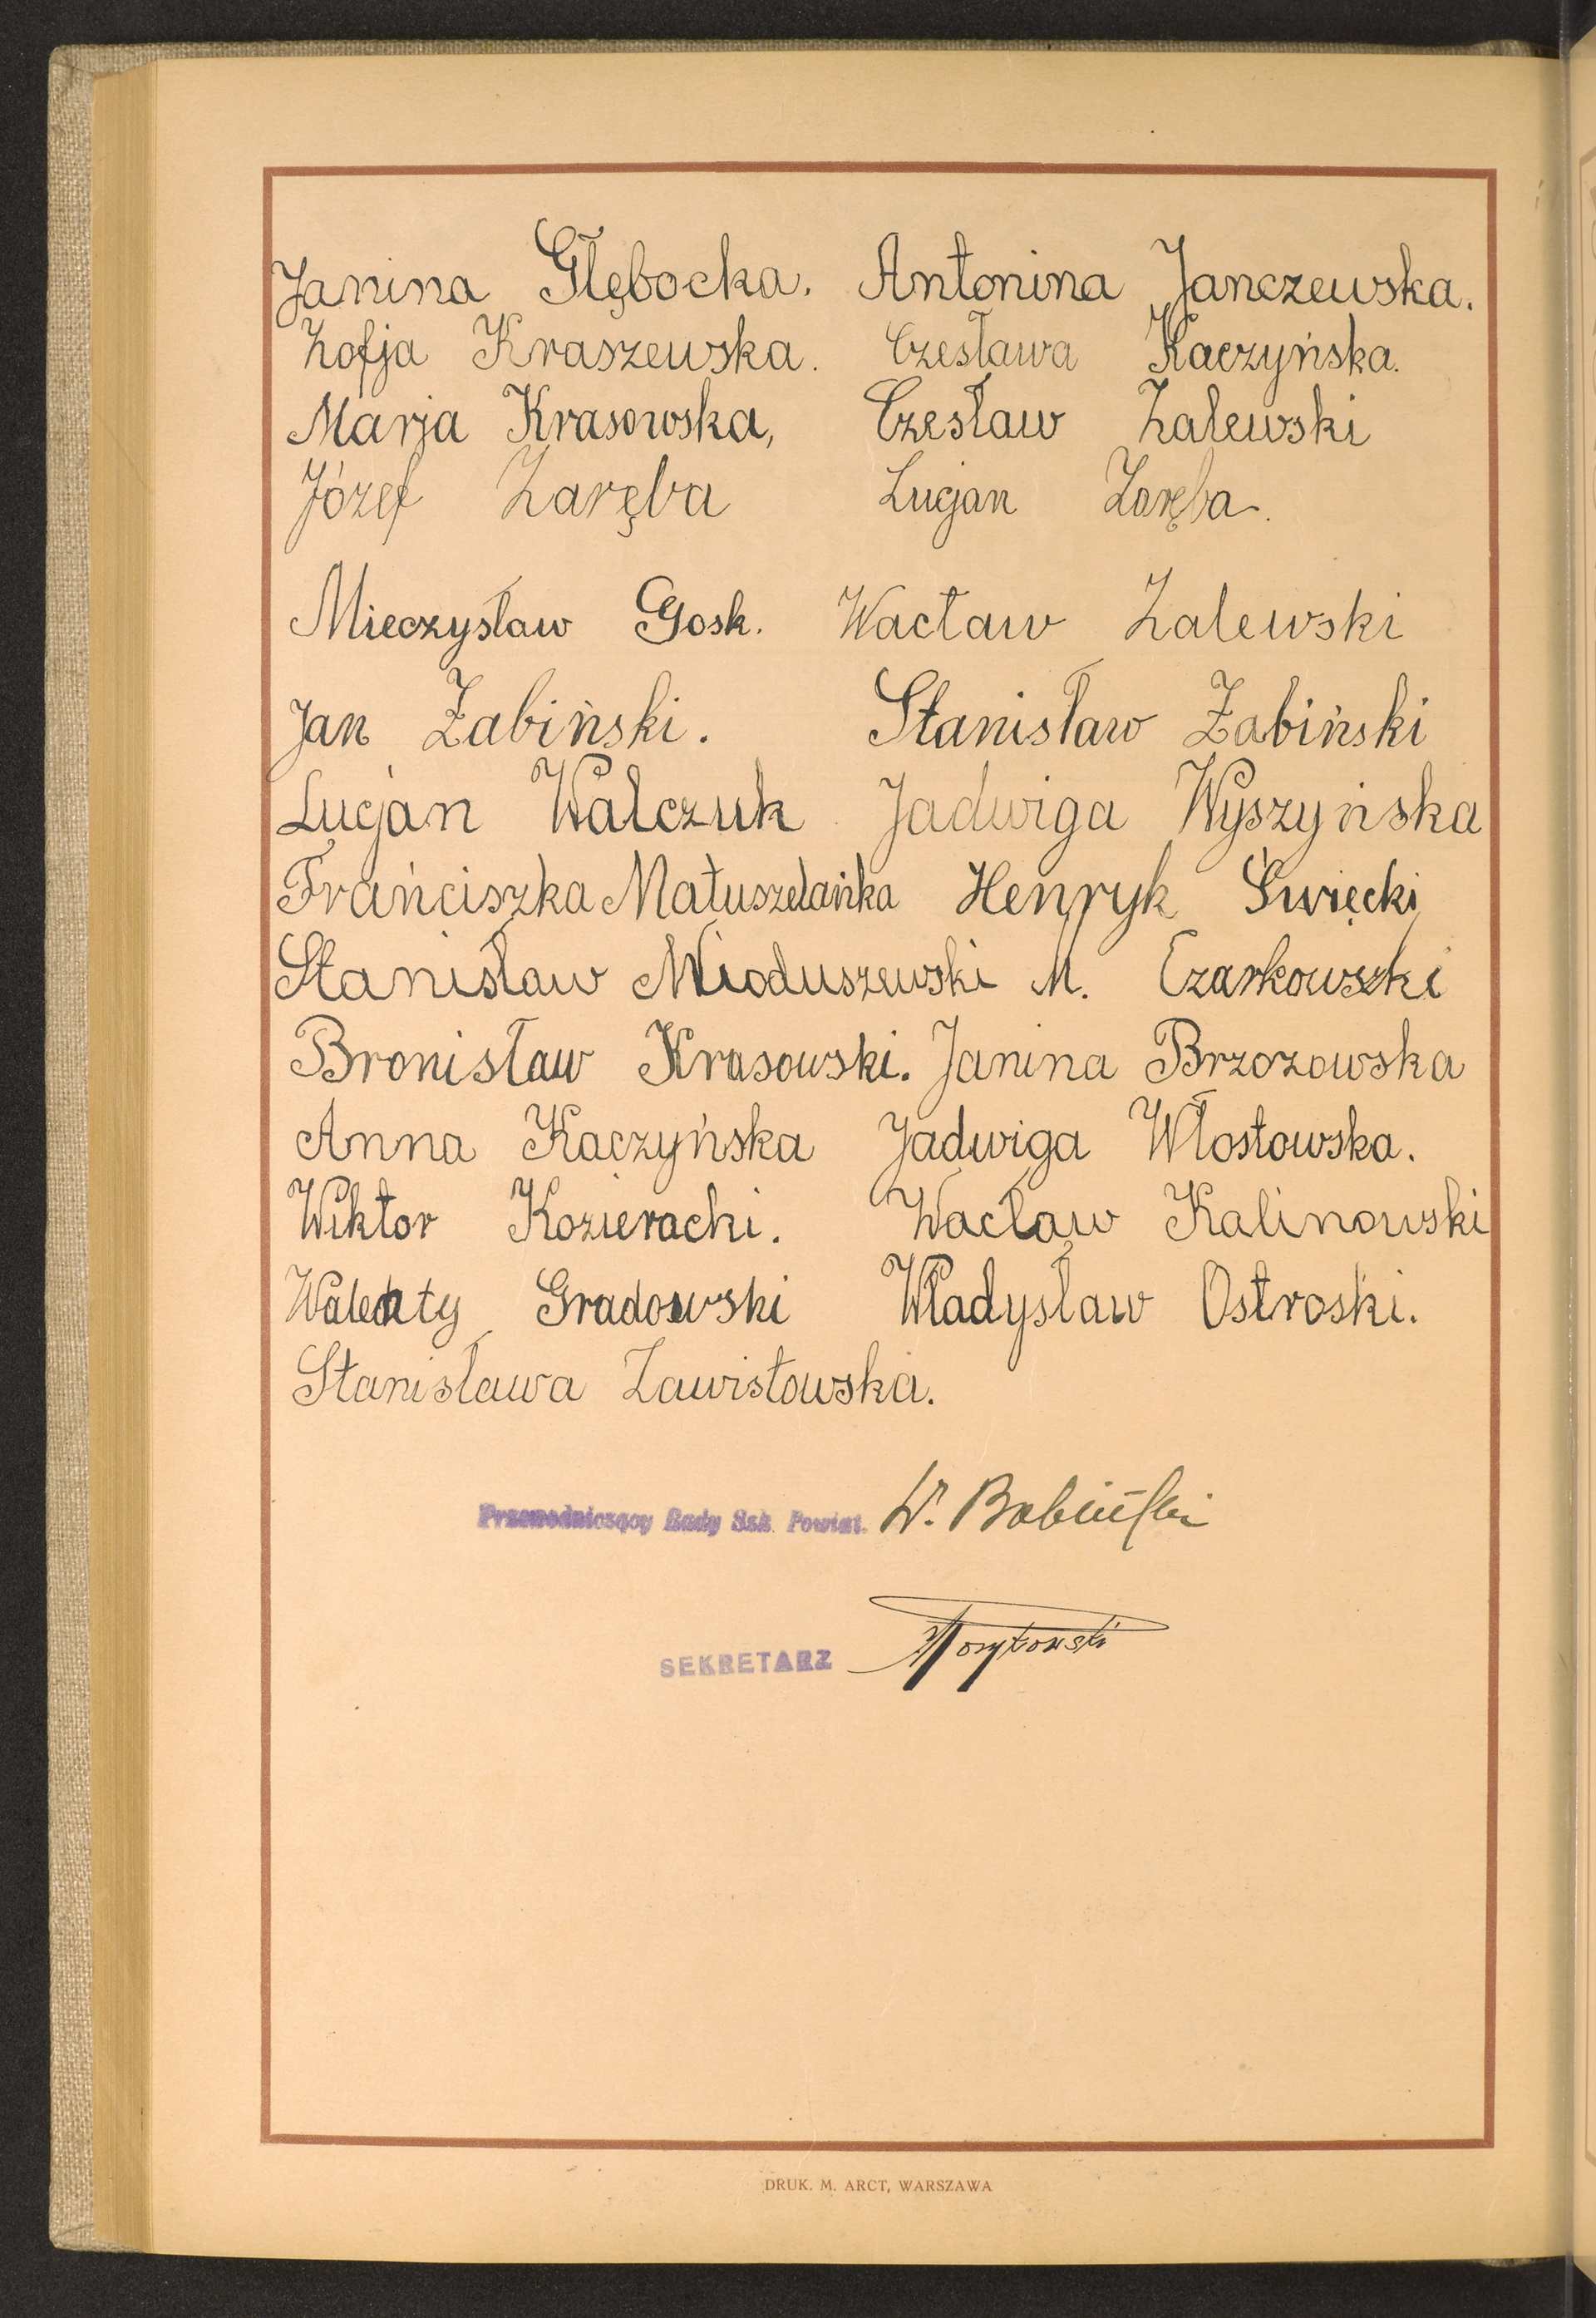 Janina Głębocka. Antonina Janczewska.
Zofja Kraszewska. Czesława Kaczyńska.
Marja Krasowska, Czesław Zalewski
Józef Zaręba Lucjan Zaręba.
Mieczysław Gosk. Wacław Zalewski
Jan Żabiński. Stanisław Żabiński
Lucjan Walczuk Jadwiga Wyszyńska
Franciszka Matuszelańka Henryk Święcki
Stanisław Mioduszewski M. Czarkowski
Bronisław Krasowski. Janina Brzozowska
Anna Kaczyńska Jadwiga Włostowska.
Wiktor Kozieracki. Wacław Kalinowski
Walenty Gradowski Władysław Ostroski.
Stanisława Zawistowska.
Przewodniczący Rady Szk. Powiat. W. Babiński
SEKRETARZ
DRUK. M. ARCT, WARSZAWA